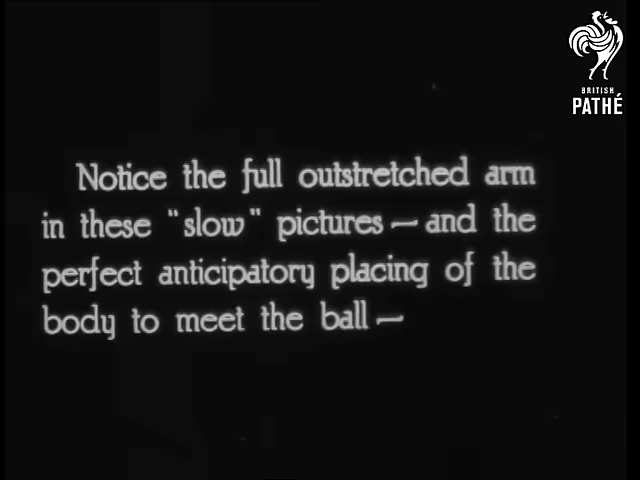 BRITISH
PATHÉ
Notice the full outstretched arm
in these "slow" pictures — and the
perfect anticipatory placing of the
body to meet the ball —